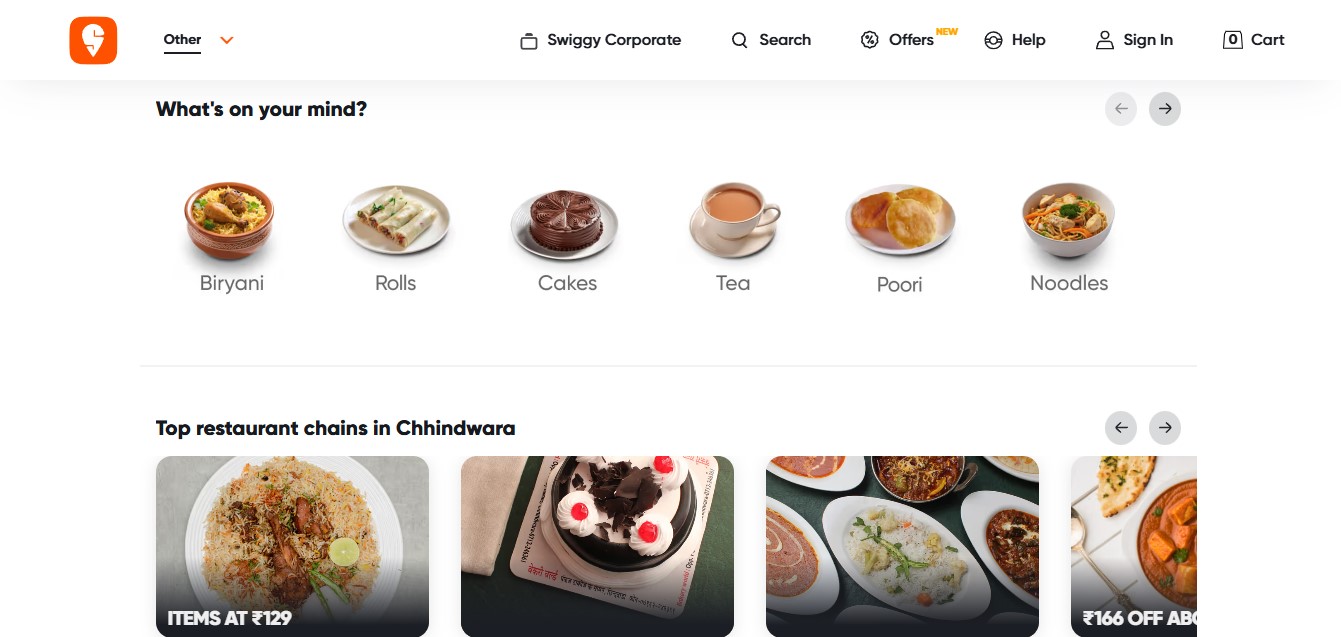 Other
Swiggy Corporate
Search
Offers NEW
Help
Sign In
0 Cart
What's on your mind?
Biryani
Rolls
Cakes
Tea
Poori
Noodles
Top restaurant chains in Chhindwara
ITEMS AT ₹129
₹166 OFF